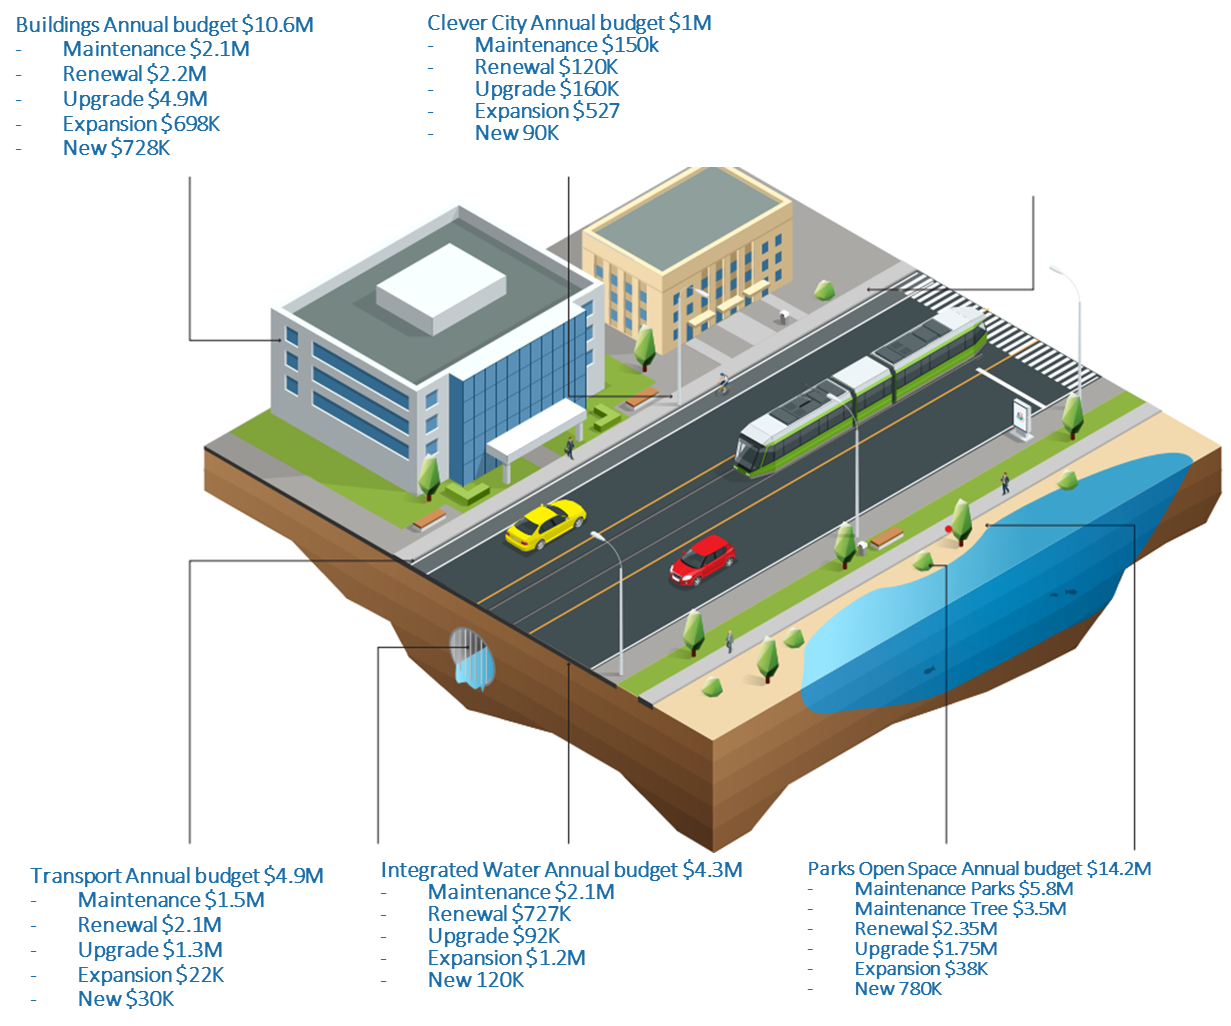 Buildings Annual budget $10.6M
- Maintenance $2.1M
- Renewal $2.2M
- Upgrade $4.9M
- Expansion $698K
- New $728K
Clever City Annual budget $1M
- Maintenance $150k
- Renewal $120K
- Upgrade $160K
- Expansion $527
- New 90K
Transport Annual budget $4.9M
- Maintenance $1.5M
- Renewal $2.1M
- Upgrade $1.3M
- Expansion $22K
- New $30K
Integrated Water Annual budget $4.3M
- Maintenance $2.1M
- Renewal $727K
- Upgrade $92K
- Expansion $1.2M
- New 120K
Parks Open Space Annual budget $14.2M
- Maintenance Parks $5.8M
- Maintenance Tree $3.5M
- Renewal $2.35M
- Upgrade $1.75M
- Expansion $38K
- New 780K